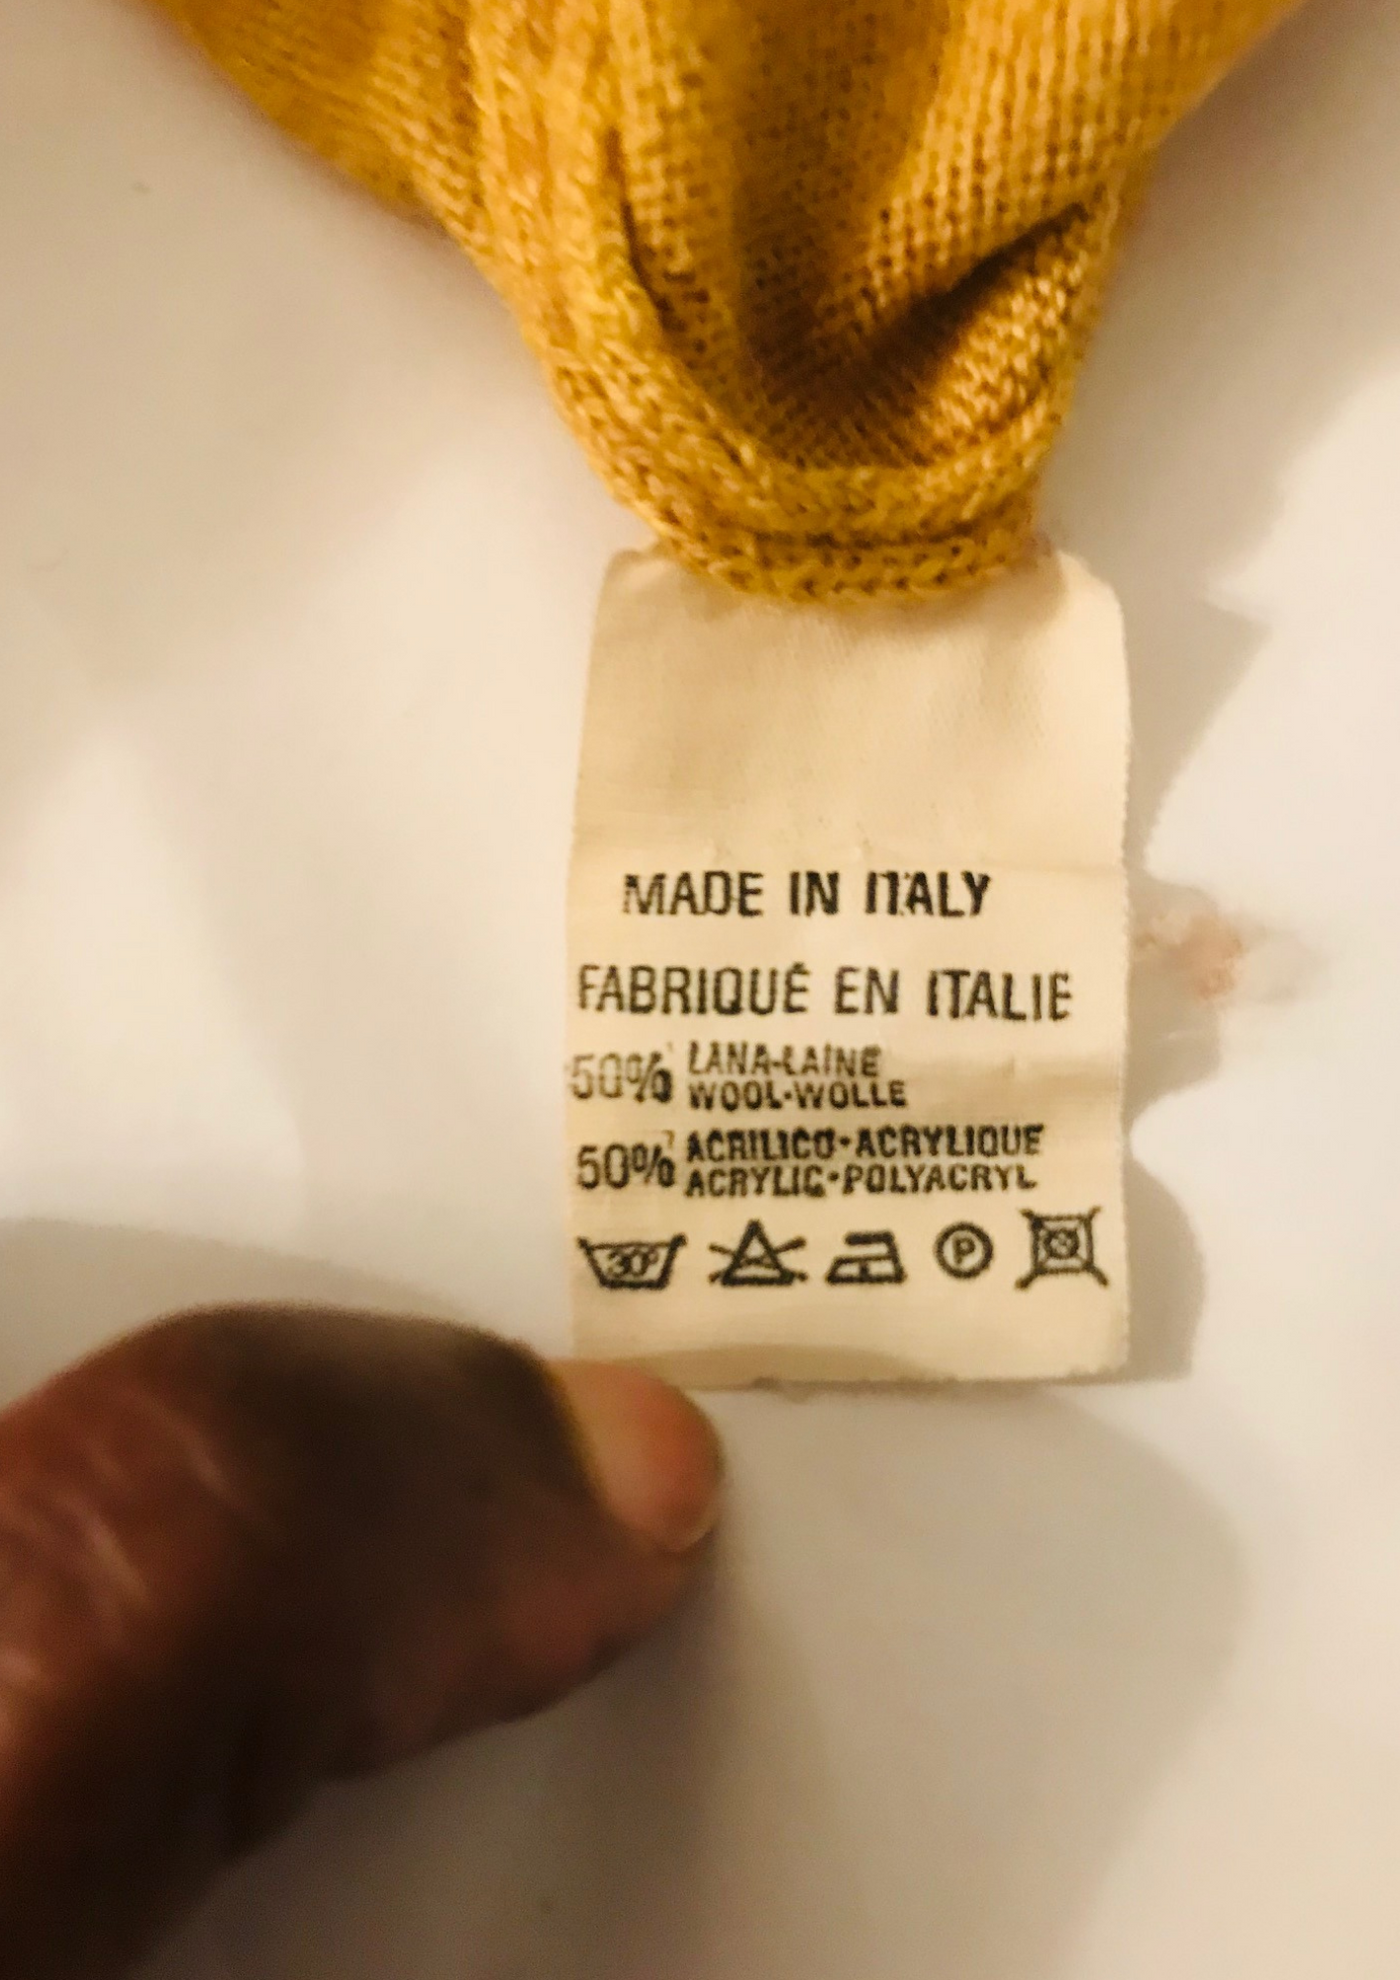 MADE IN ITALY
FABRIQUÉ EN ITALIE
50% LANA-LAINE
WOOL-WOLLE
50% ACRILICO·ACRYLIQUE
ACRYLIC·POLYACRYL
30° P